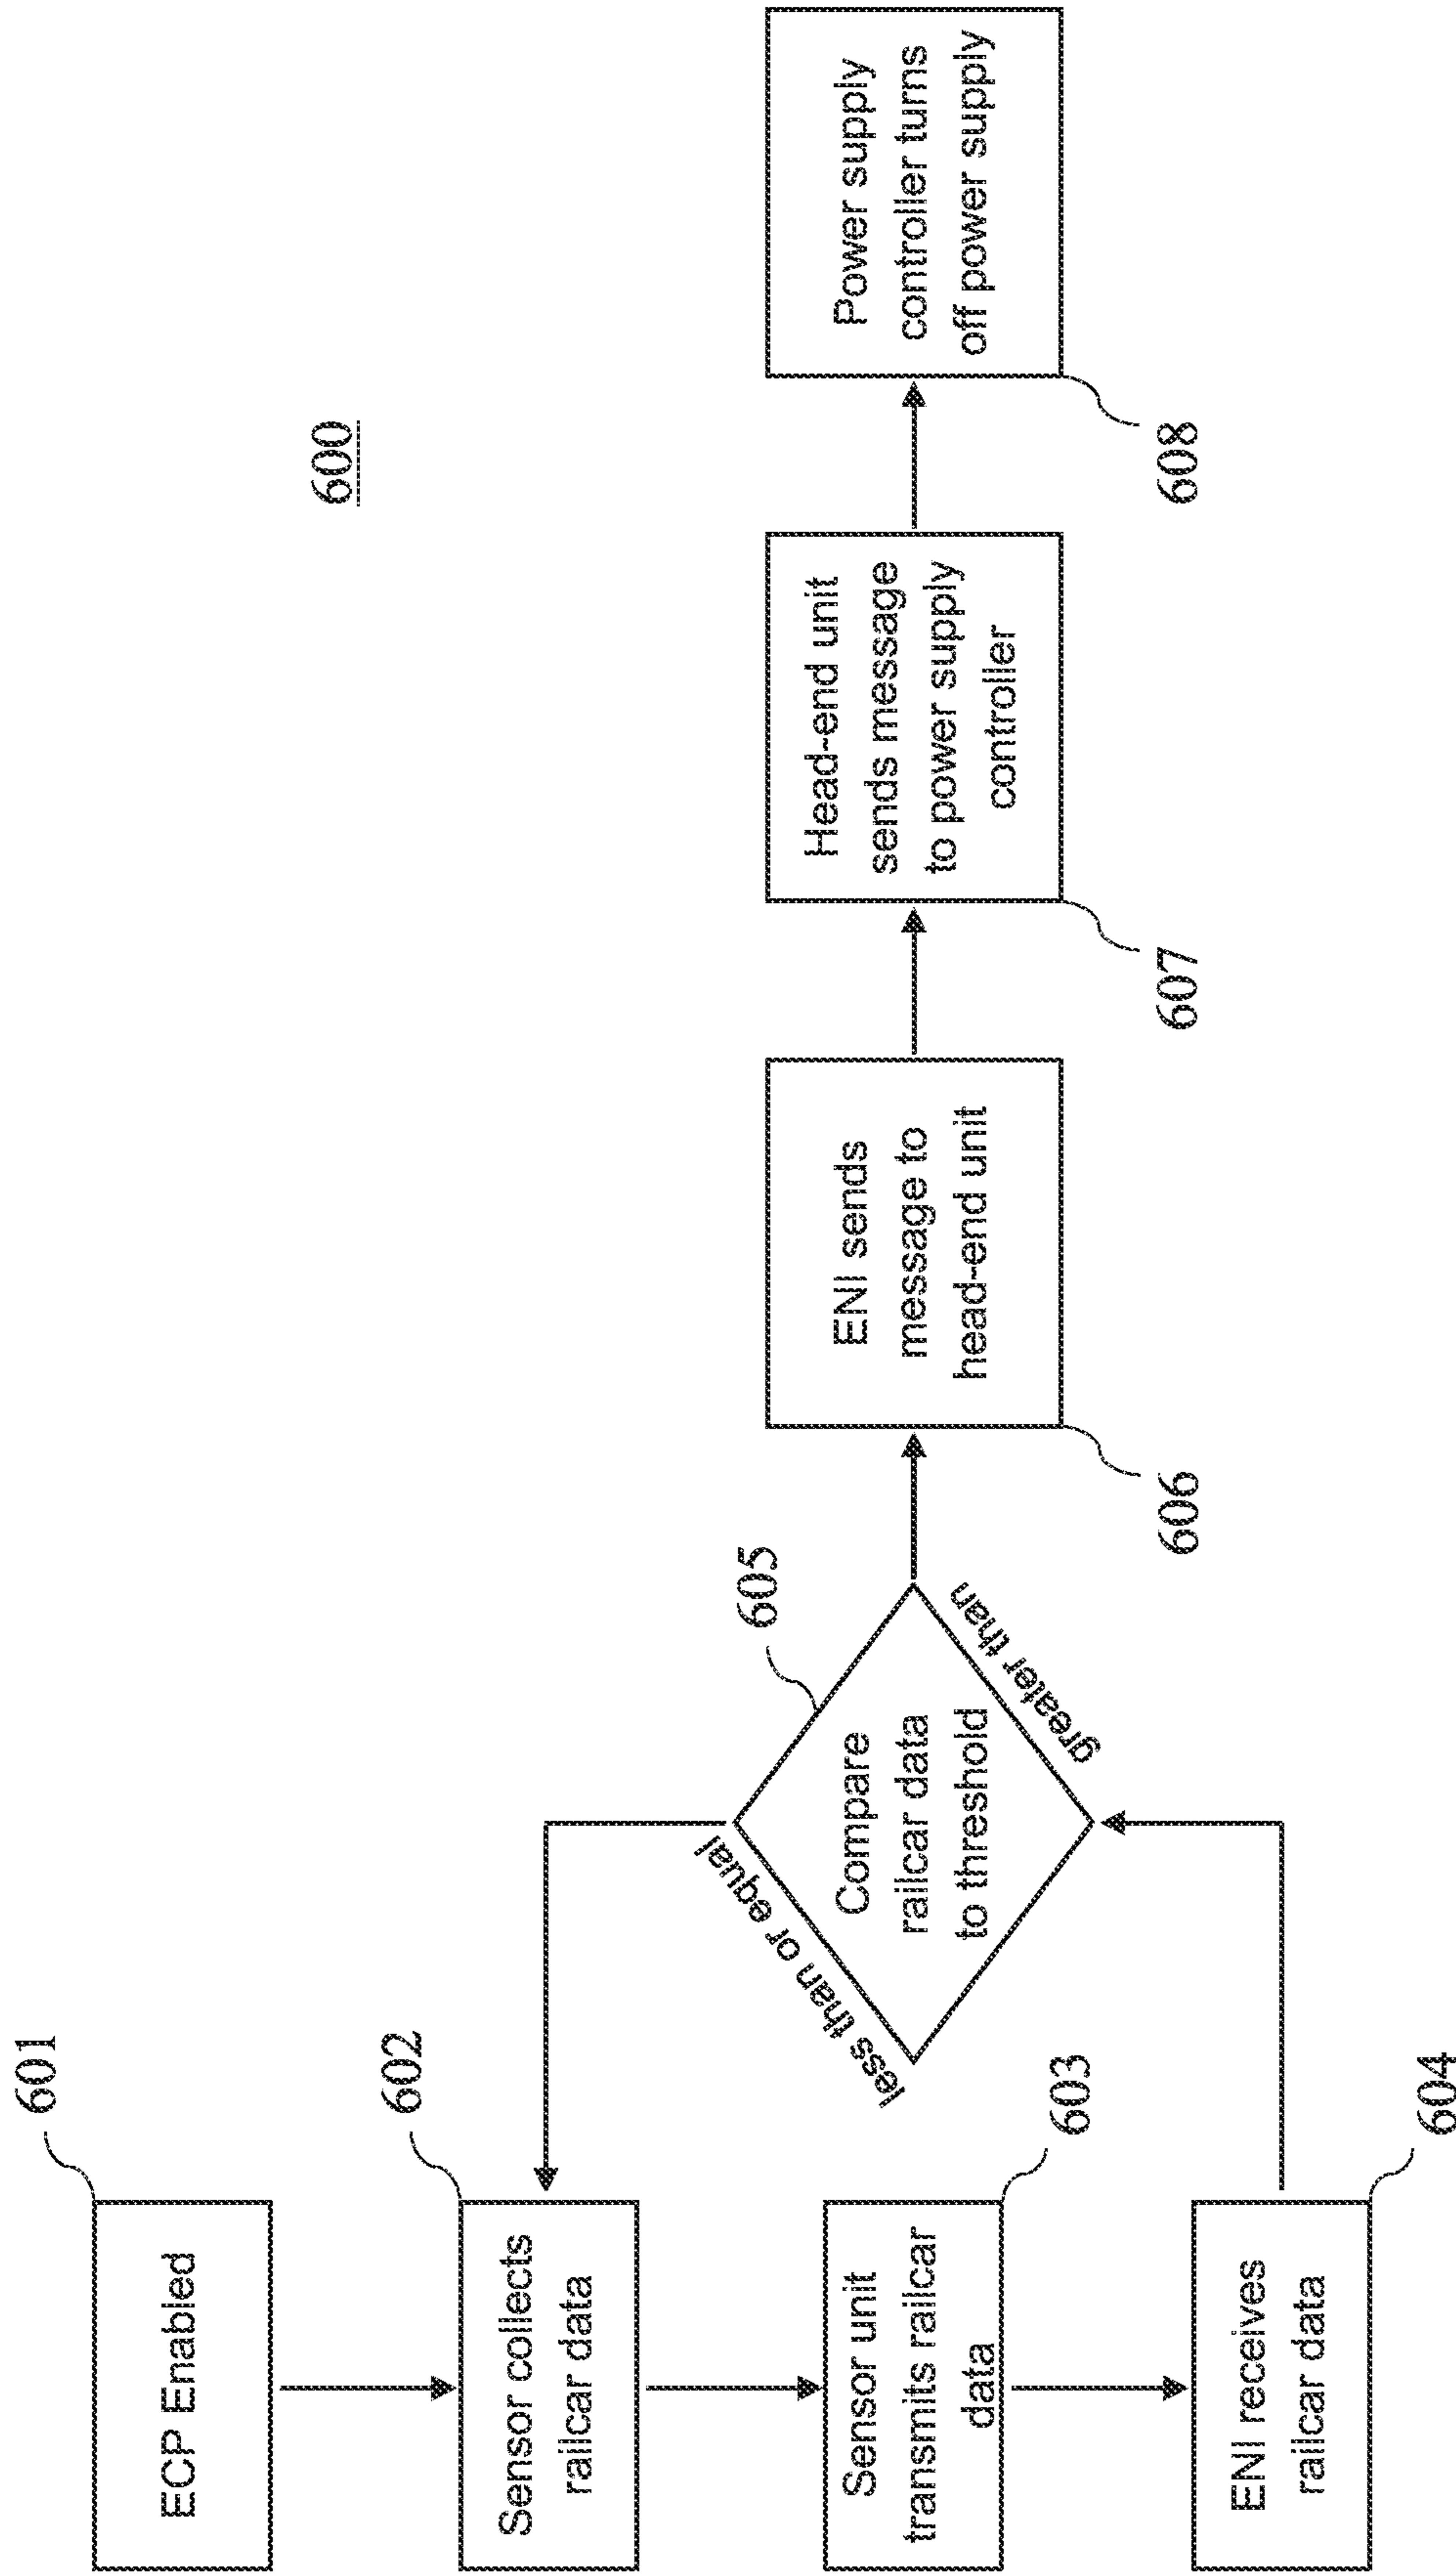 600
601
ECP Enabled
602
Sensor collects
railcar data
603
Sensor unit
transmits railcar
data
604
ENI receives
railcar data
605
Compare
railcar data
to threshold
less than or equal
greater than
606
ENI sends
message to
head-end unit
607
Head-end unit
sends message
to power supply
controller
608
Power supply
controller turns
off power supply